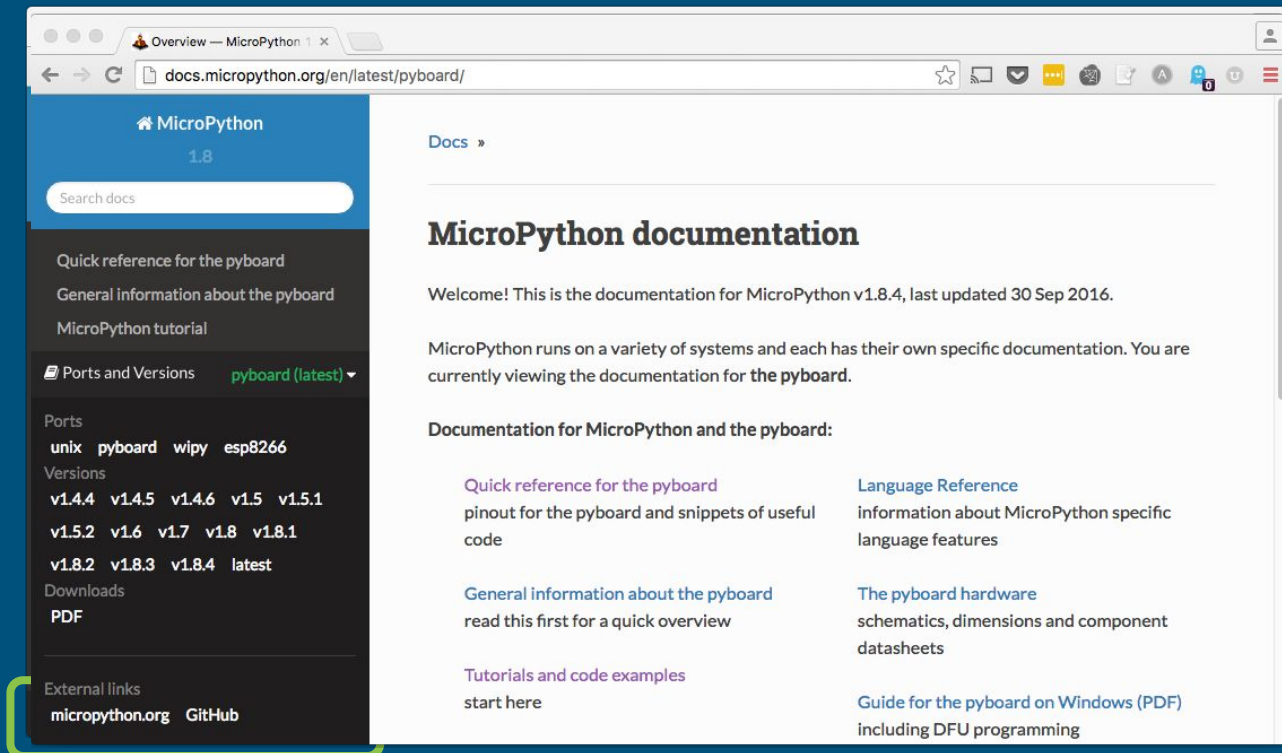 Overview — MicroPython 1
docs.micropython.org/en/latest/pyboard/
0
MicroPython
1.8
Search docs
Quick reference for the pyboard
General information about the pyboard
MicroPython tutorial
Ports and Versions pyboard (latest)
Ports
unix pyboard wipy esp8266
Versions
v1.4.4 v1.4.5 v1.4.6 v1.5 v1.5.1
v1.5.2 v1.6 v1.7 v1.8 v1.8.1
v1.8.2 v1.8.3 v1.8.4 latest
Downloads
PDF
External links
micropython.org GitHub
Docs »
MicroPython documentation
Welcome! This is the documentation for MicroPython v1.8.4, last updated 30 Sep 2016.
MicroPython runs on a variety of systems and each has their own specific documentation. You are
currently viewing the documentation for the pyboard.
Documentation for MicroPython and the pyboard:
Quick reference for the pyboard
pinout for the pyboard and snippets of useful
code
General information about the pyboard
read this first for a quick overview
Tutorials and code examples
start here
Language Reference
information about MicroPython specific
language features
The pyboard hardware
schematics, dimensions and component
datasheets
Guide for the pyboard on Windows (PDF)
including DFU programming